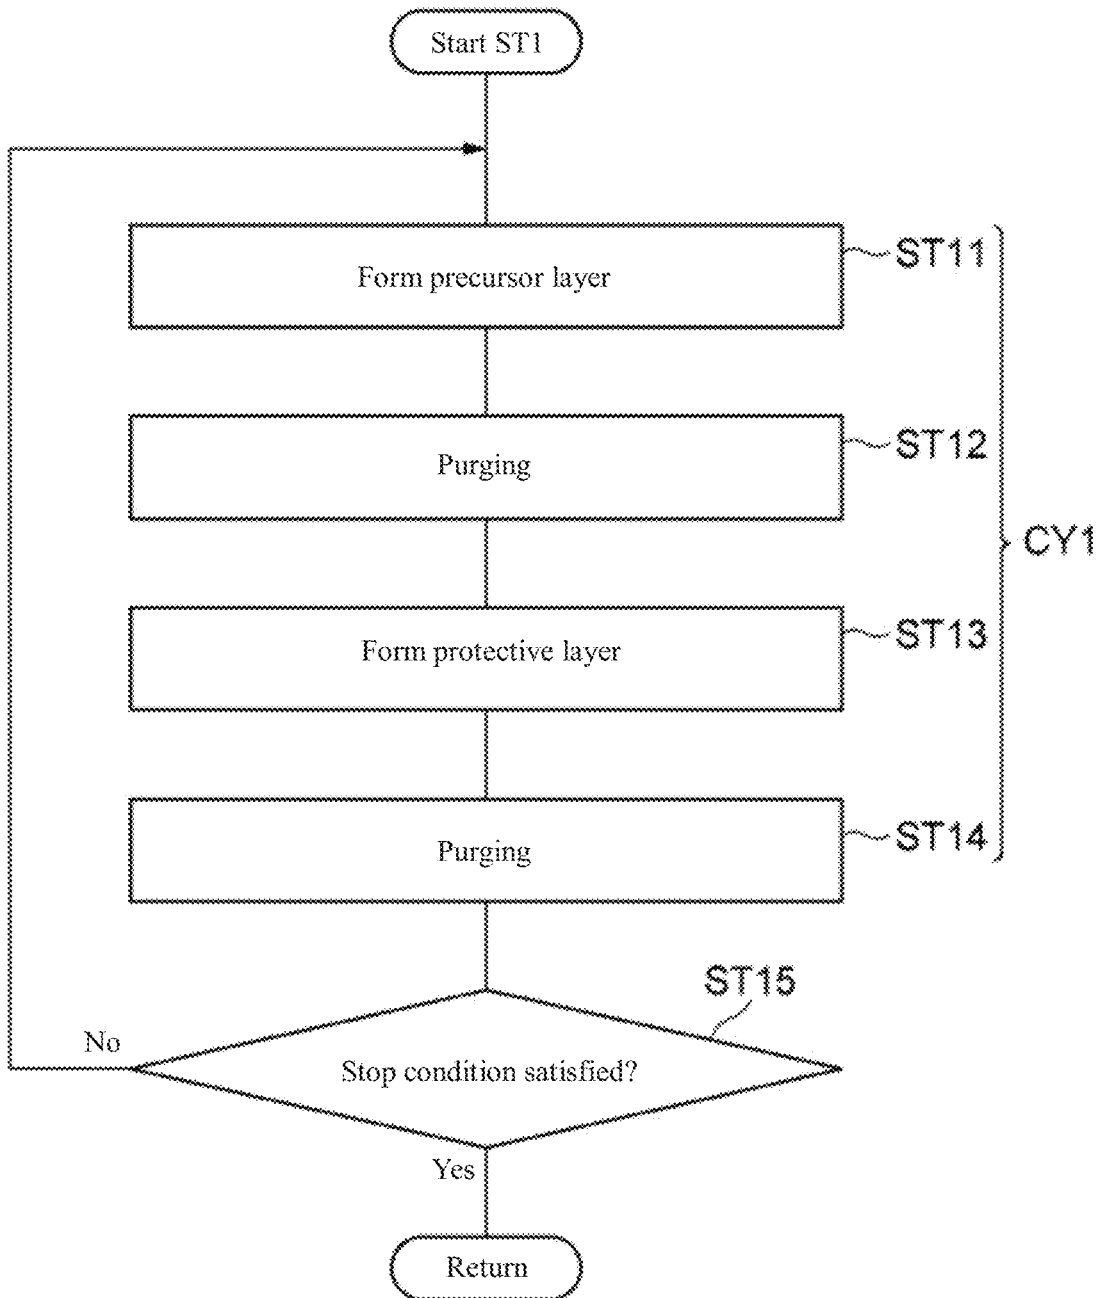 Start ST1
Form precursor layer
ST11
Purging
ST12
CY1
Form protective layer
ST13
Purging
ST14
ST15
No
Stop condition satisfied?
Yes
Return